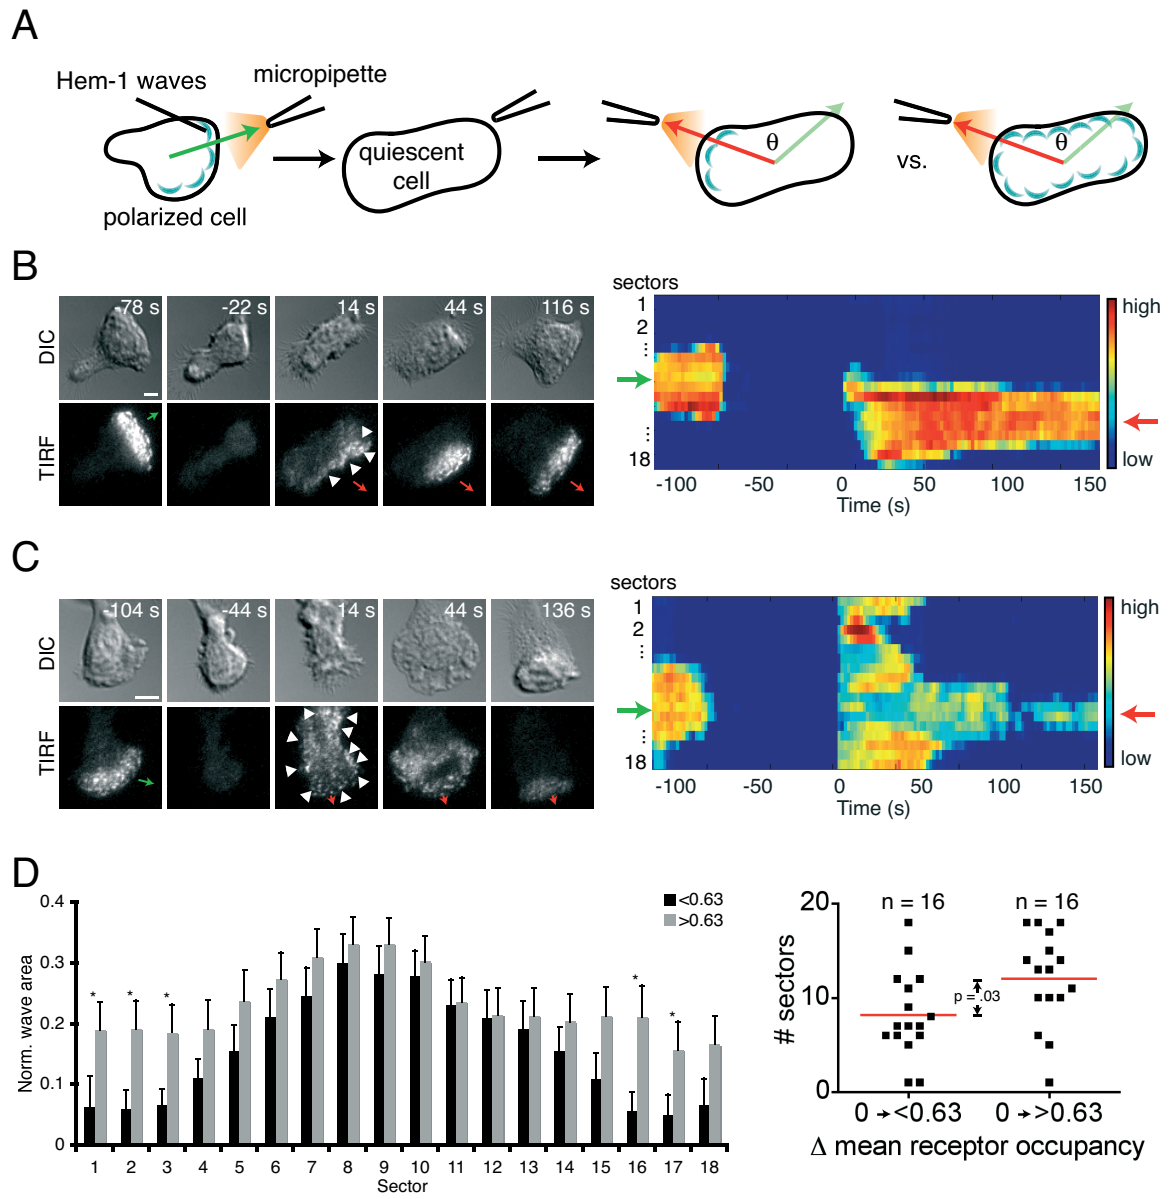 A
Hem-1 waves
micropipette
quiescent
cell
polarized cell
θ
vs.
θ
B
DIC
-78 s
-22 s
14 s
44 s
116 s
TIRF
sectors
1
2
...
...
18
high
low
-100
-50
0
50
100
150
Time (s)
C
DIC
-104 s
-44 s
14 s
44 s
136 s
TIRF
sectors
1
2
...
...
18
high
low
-100
-50
0
50
100
150
Time (s)
D
Norm. wave area
0.4
0.3
0.2
0.1
0
* * * * *
<0.63
>0.63
1 2 3 4 5 6 7 8 9 10 11 12 13 14 15 16 17 18
Sector
# sectors
20
10
0
n = 16
n = 16
p = .03
0 → <0.63
0 → >0.63
Δ mean receptor occupancy